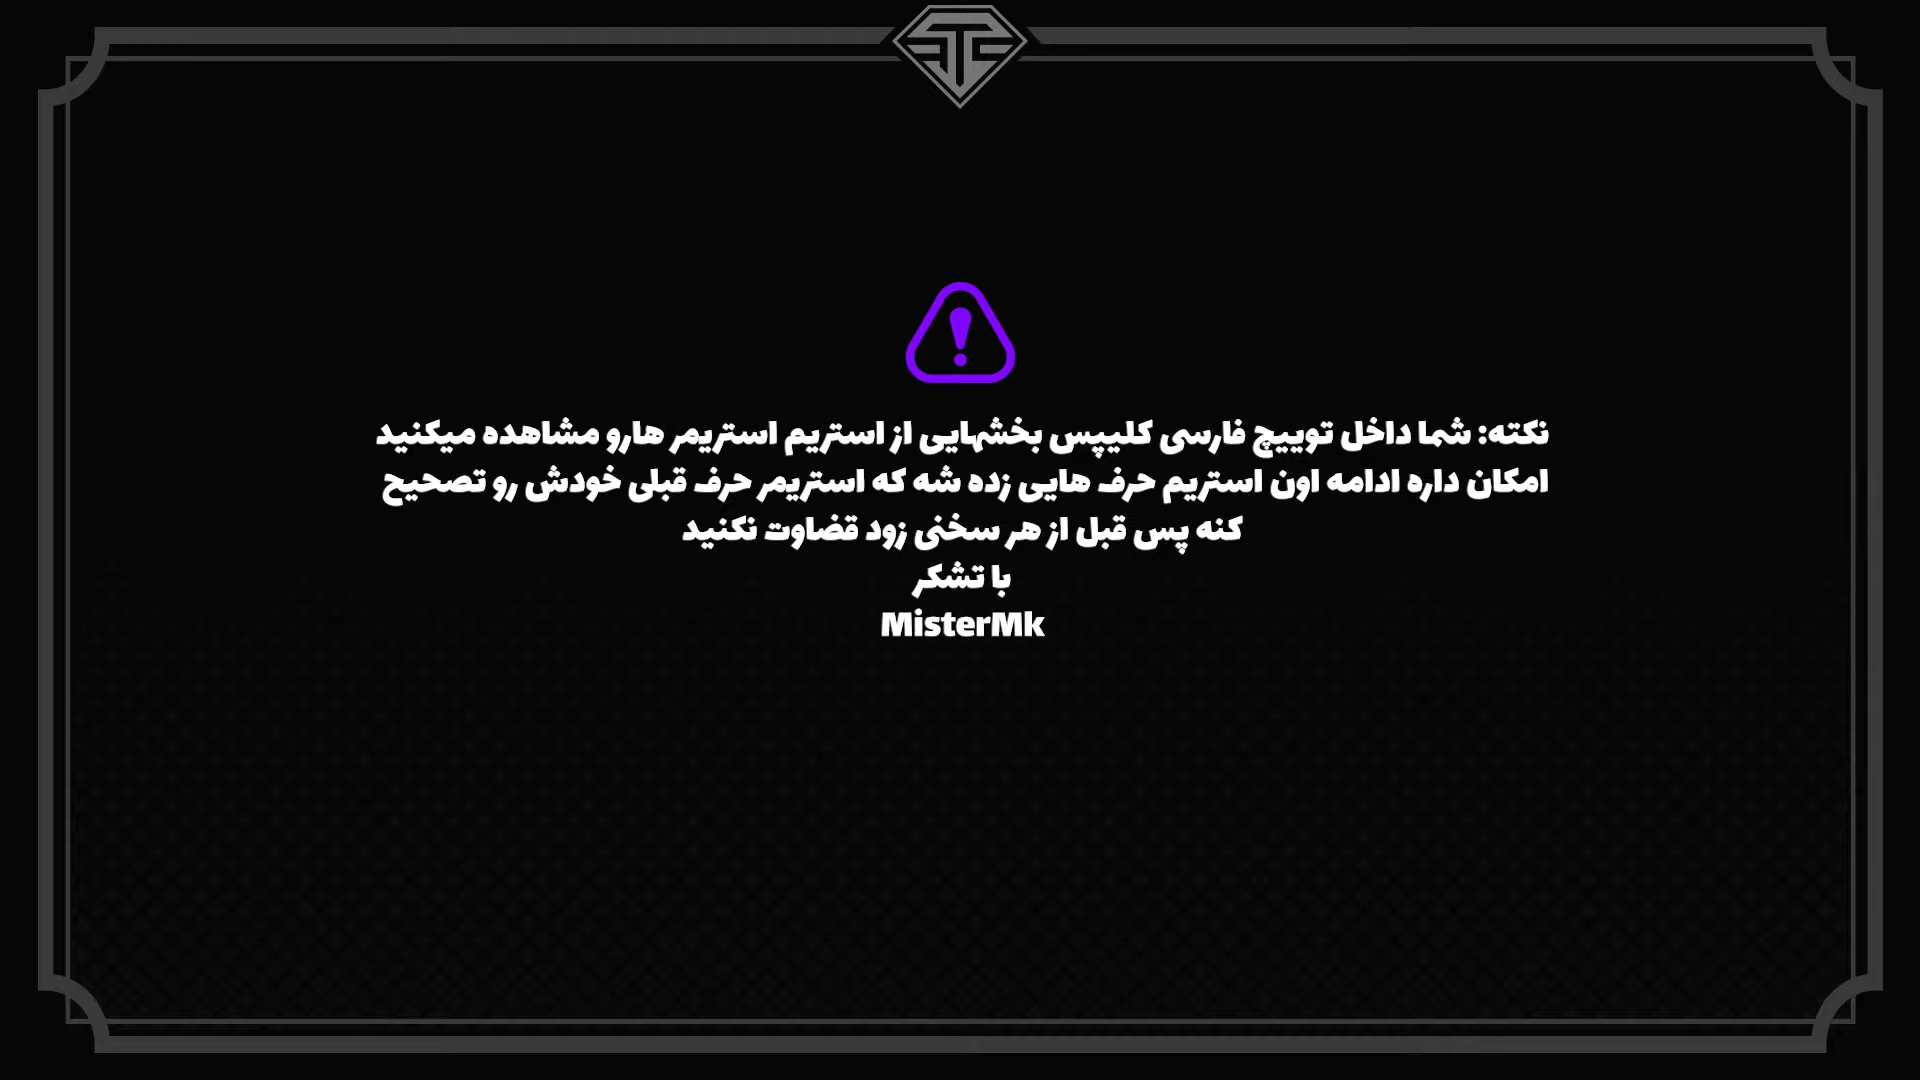 نکته: شما داخل توییچ فارسی کلیپس بخشهایی از استریم استریمر هارو مشاهده میکنید
امکان داره ادامه اون استریم حرف هایی زده شه که استریمر حرف قبلی خودش رو تصحیح
کنه پس قبل از هر سخنی زود قضاوت نکنید
با تشکر
MisterMk